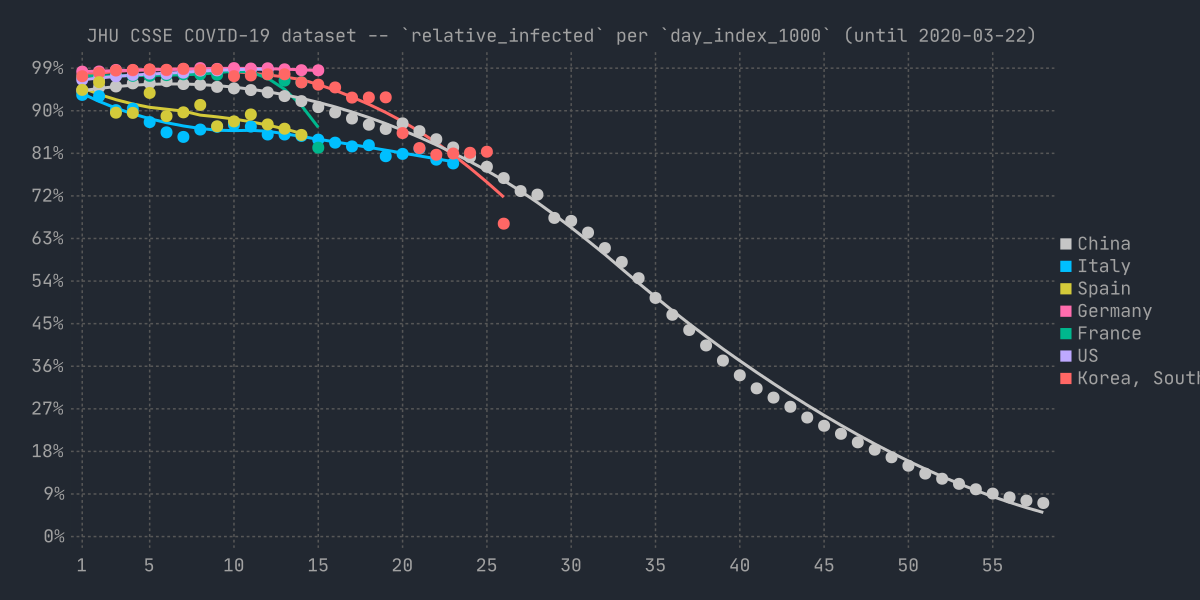 JHU CSSE COVID-19 dataset -- `relative_infected` per `day_index_1000` (until 2020-03-22)
99%
90%
81%
72%
63%
54%
45%
36%
27%
18%
9%
0%
1 5 10 15 20 25 30 35 40 45 50 55
China
Italy
Spain
Germany
France
US
Korea, South